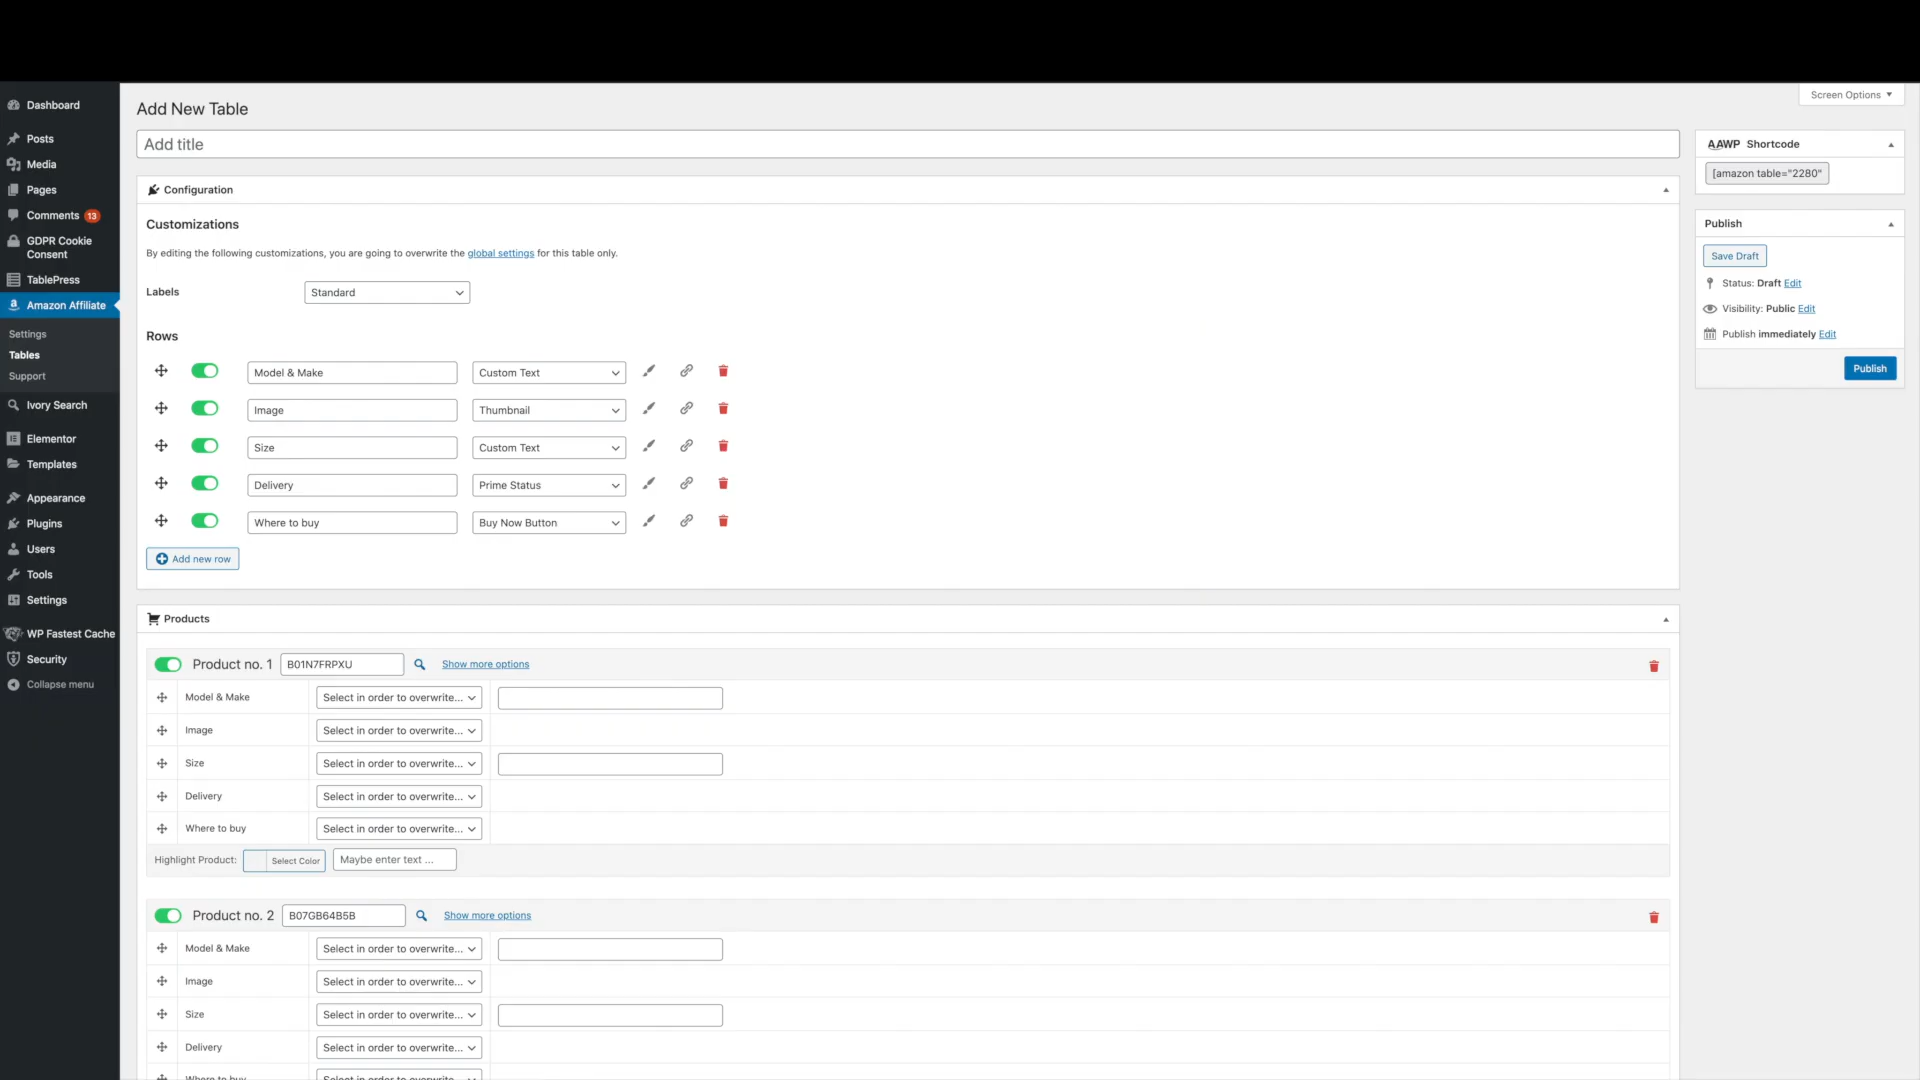 Dashboard
Posts
Media
Pages
Comments 13
GDPR Cookie
Consent
TablePress
Amazon Affiliate
Settings
Tables
Support
Ivory Search
Elementor
Templates
Appearance
Plugins
Users
Tools
Settings
WP Fastest Cache
Security
Collapse menu
Screen Options
Add New Table
Add title
Configuration
Customizations
By editing the following customizations, you are going to overwrite the global settings for this table only.
Labels Standard
Rows
Model & Make Custom Text
Image Thumbnail
Size Custom Text
Delivery Prime Status
Where to buy Buy Now Button
Add new row
Products
Product no. 1 B01N7FRPXU Show more options
Model & Make Select in order to overwrite...
Image Select in order to overwrite...
Size Select in order to overwrite...
Delivery Select in order to overwrite...
Where to buy Select in order to overwrite...
Highlight Product: Select Color Maybe enter text ...
Product no. 2 B07GB64B5B Show more options
Model & Make Select in order to overwrite...
Image Select in order to overwrite...
Size Select in order to overwrite...
Delivery Select in order to overwrite...
Where to buy Select in order to overwrite...
AAWP Shortcode
[amazon table="2280"
Publish
Save Draft
Status: Draft Edit
Visibility: Public Edit
Publish immediately Edit
Publish